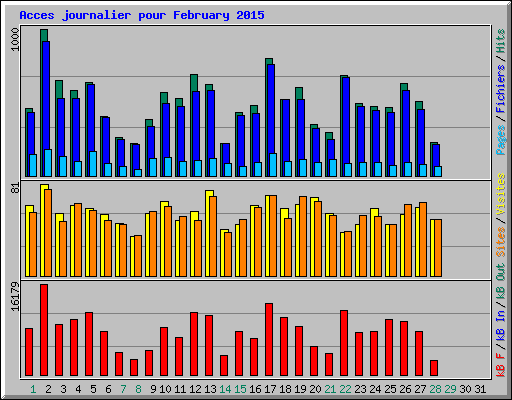 Acces journalier pour February 2015
1000
Pages / Fichiers / Hits
81
Sites / Visites
16179
kB F / kB In / kB Out
1 2 3 4 5 6 7 8 9 10 11 12 13 14 15 16 17 18 19 20 21 22 23 24 25 26 27 28 29 30 31